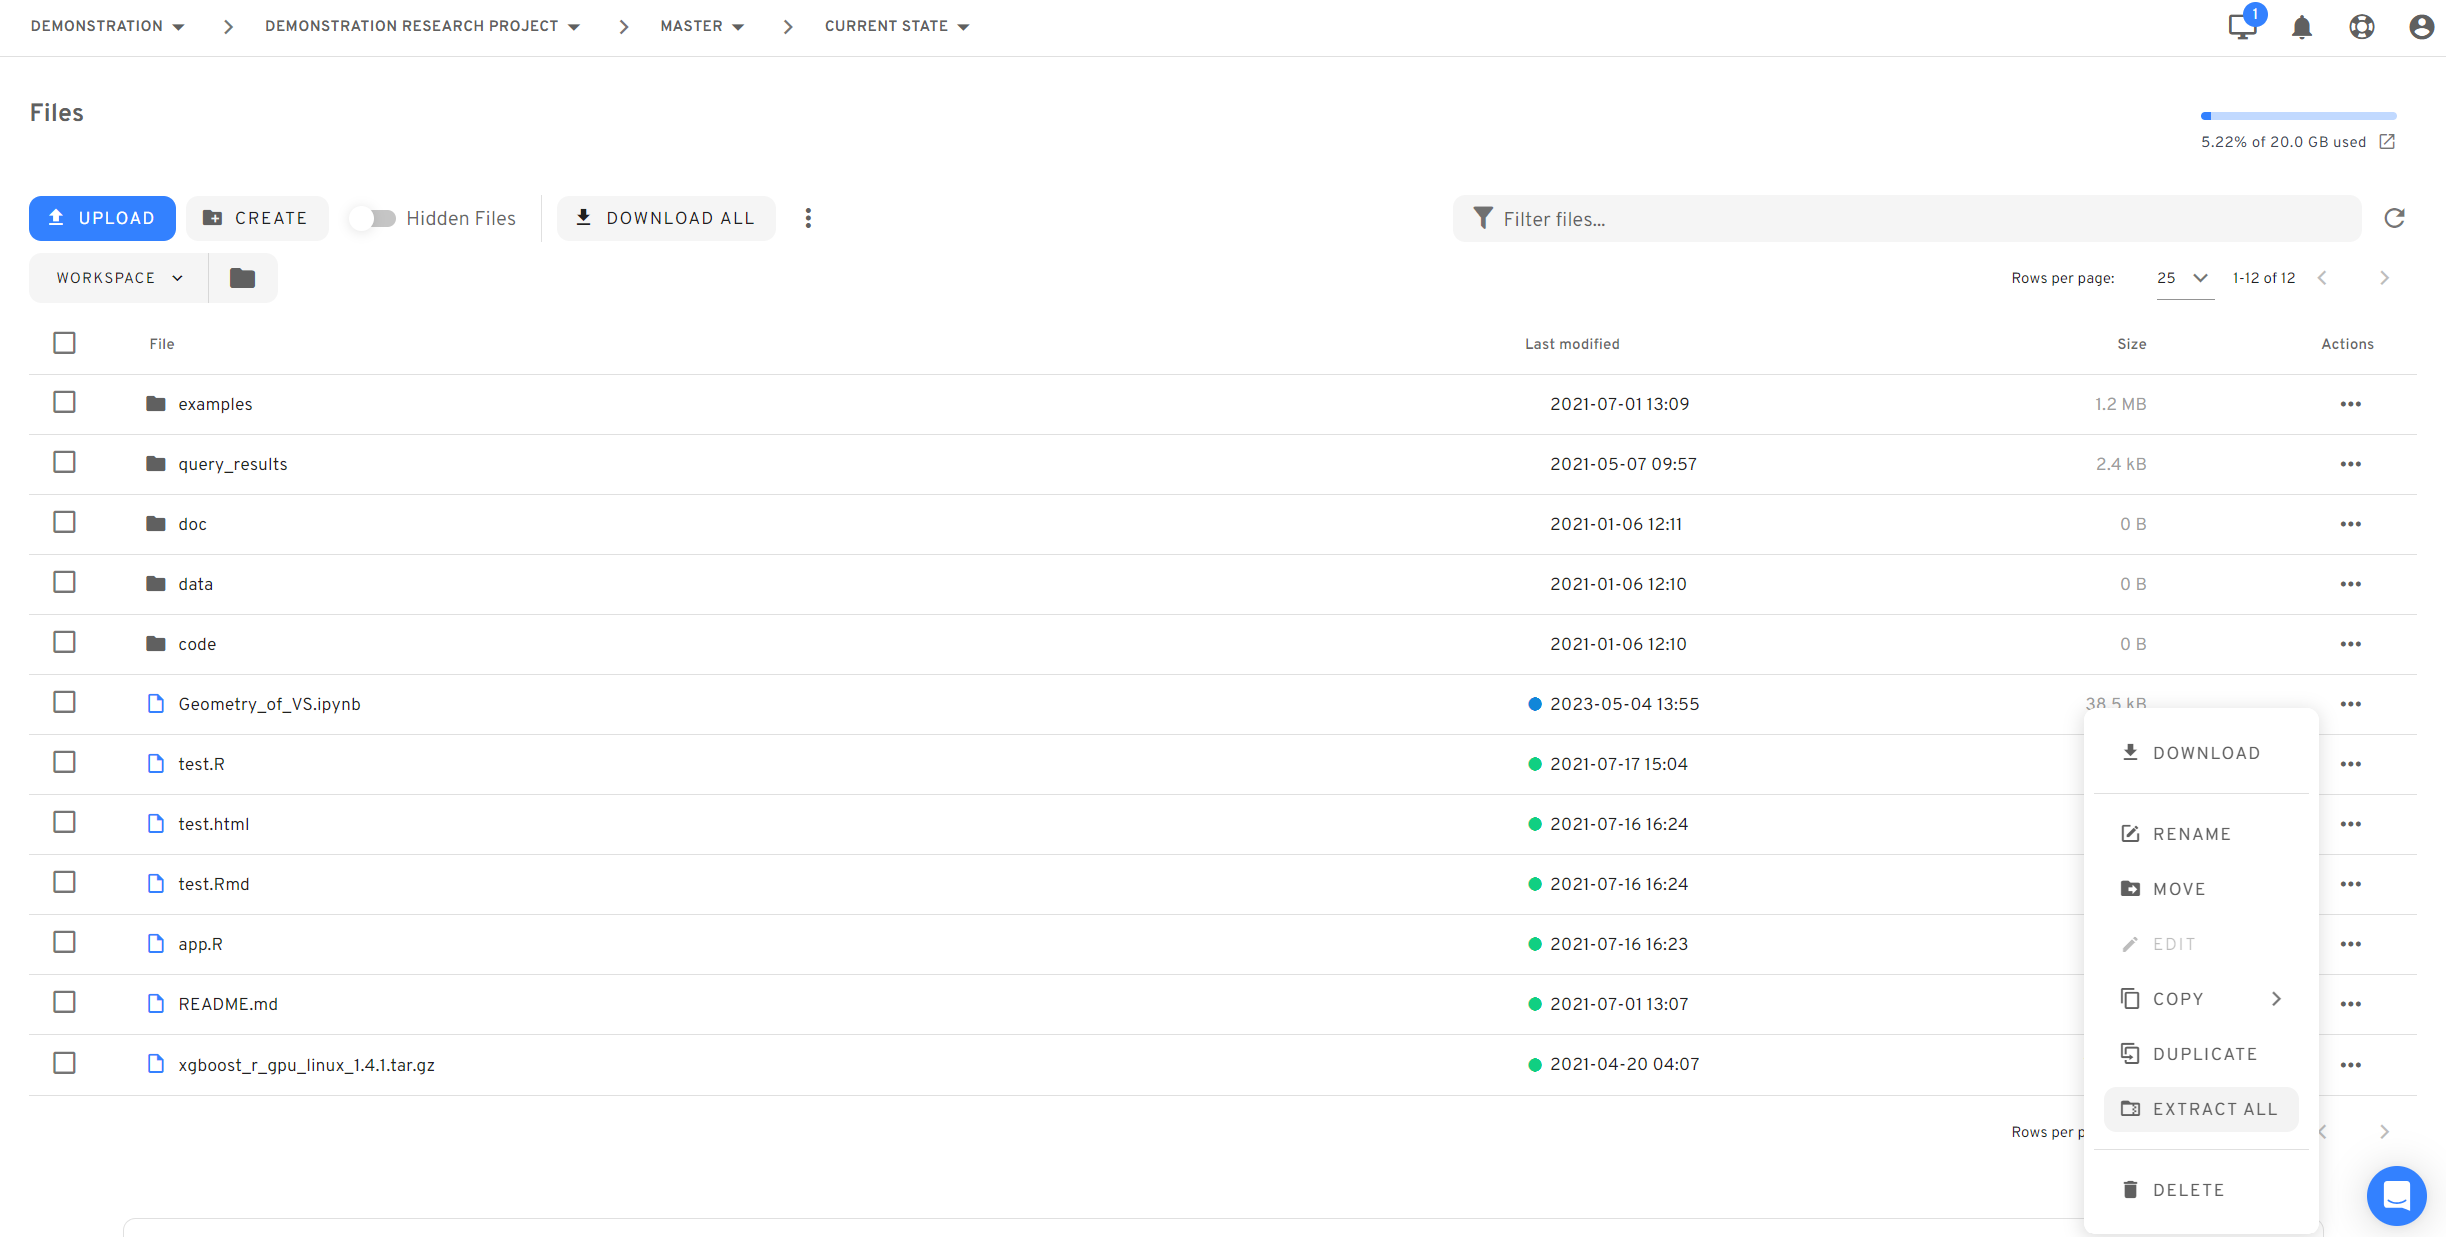 DEMONSTRATION DEMONSTRATION RESEARCH PROJECT MASTER CURRENT STATE 1
Files
5.22% of 20.0 GB used
UPLOAD CREATE Hidden Files DOWNLOAD ALL Filter files...
WORKSPACE Rows per page: 25 1-12 of 12
File Last modified Size Actions
examples 2021-07-01 13:09 1.2 MB
query_results 2021-05-07 09:57 2.4 kB
doc 2021-01-06 12:11 0 B
data 2021-01-06 12:10 0 B
code 2021-01-06 12:10 0 B
Geometry_of_VS.ipynb 2023-05-04 13:55 38.5 kB
test.R 2021-07-17 15:04
test.html 2021-07-16 16:24
test.Rmd 2021-07-16 16:24
app.R 2021-07-16 16:23
README.md 2021-07-01 13:07
xgboost_r_gpu_linux_1.4.1.tar.gz 2021-04-20 04:07
Rows per p
DOWNLOAD
RENAME
MOVE
EDIT
COPY
DUPLICATE
EXTRACT ALL
DELETE